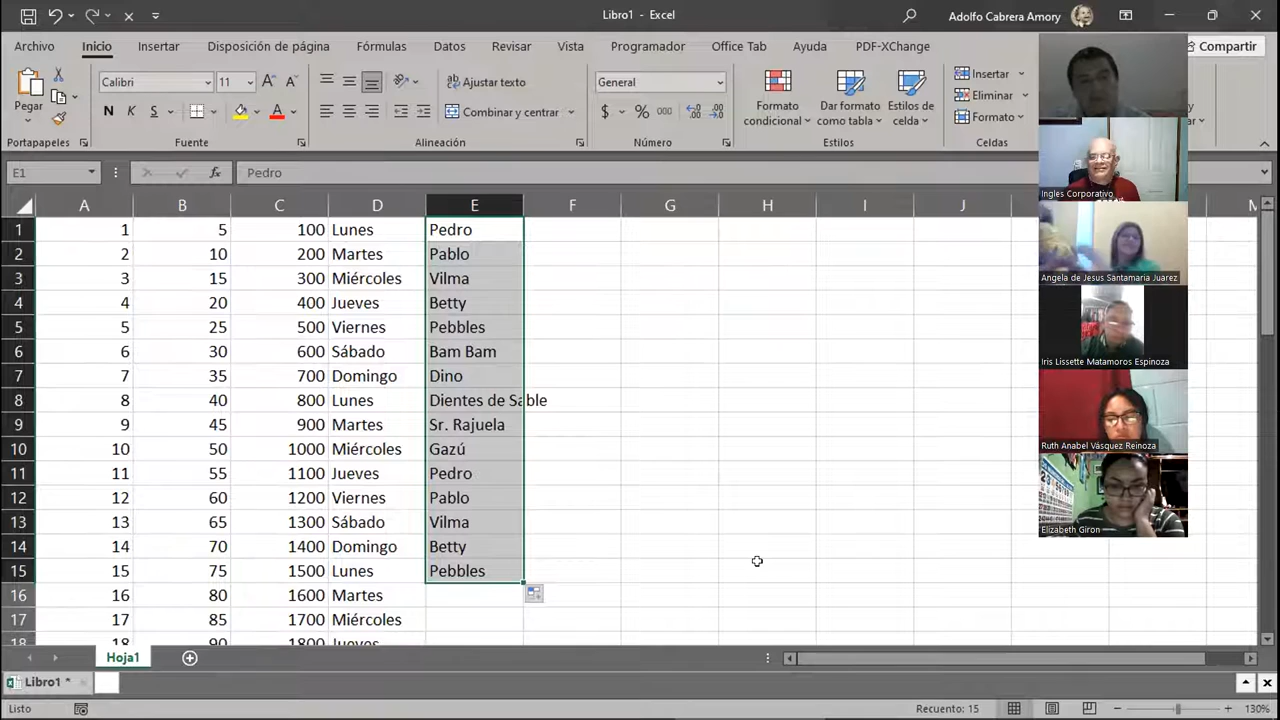 Libro1 - Excel
Adolfo Cabrera Amory
Archivo Inicio Insertar Disposición de página Fórmulas Datos Revisar Vista Programador Office Tab Ayuda PDF-XChange
Compartir
Pegar
Calibri 11
N K S
Ajustar texto
Combinar y centrar
General
$ % 000
Formato condicional
Dar formato como tabla
Estilos de celda
Insertar
Eliminar
Formato
Portapapeles Fuente Alineación Número Estilos Celdas
E1 fx Pedro
A B C D E F G H I J
1 1 5 100 Lunes Pedro
2 2 10 200 Martes Pablo
3 3 15 300 Miércoles Vilma
4 4 20 400 Jueves Betty
5 5 25 500 Viernes Pebbles
6 6 30 600 Sábado Bam Bam
7 7 35 700 Domingo Dino
8 8 40 800 Lunes Dientes de Sable
9 9 45 900 Martes Sr. Rajuela
10 10 50 1000 Miércoles Gazú
11 11 55 1100 Jueves Pedro
12 12 60 1200 Viernes Pablo
13 13 65 1300 Sábado Vilma
14 14 70 1400 Domingo Betty
15 15 75 1500 Lunes Pebbles
16 16 80 1600 Martes
17 17 85 1700 Miércoles
18 18 90 1800 Jueves
Ingles Corporativo
Angela de Jesus Santamaria Juarez
Iris Lissette Matamoros Espinoza
Ruth Anabel Vásquez Reinoza
Elizabeth Giron
Hoja1
Libro1 *
Listo
Recuento: 15
130%